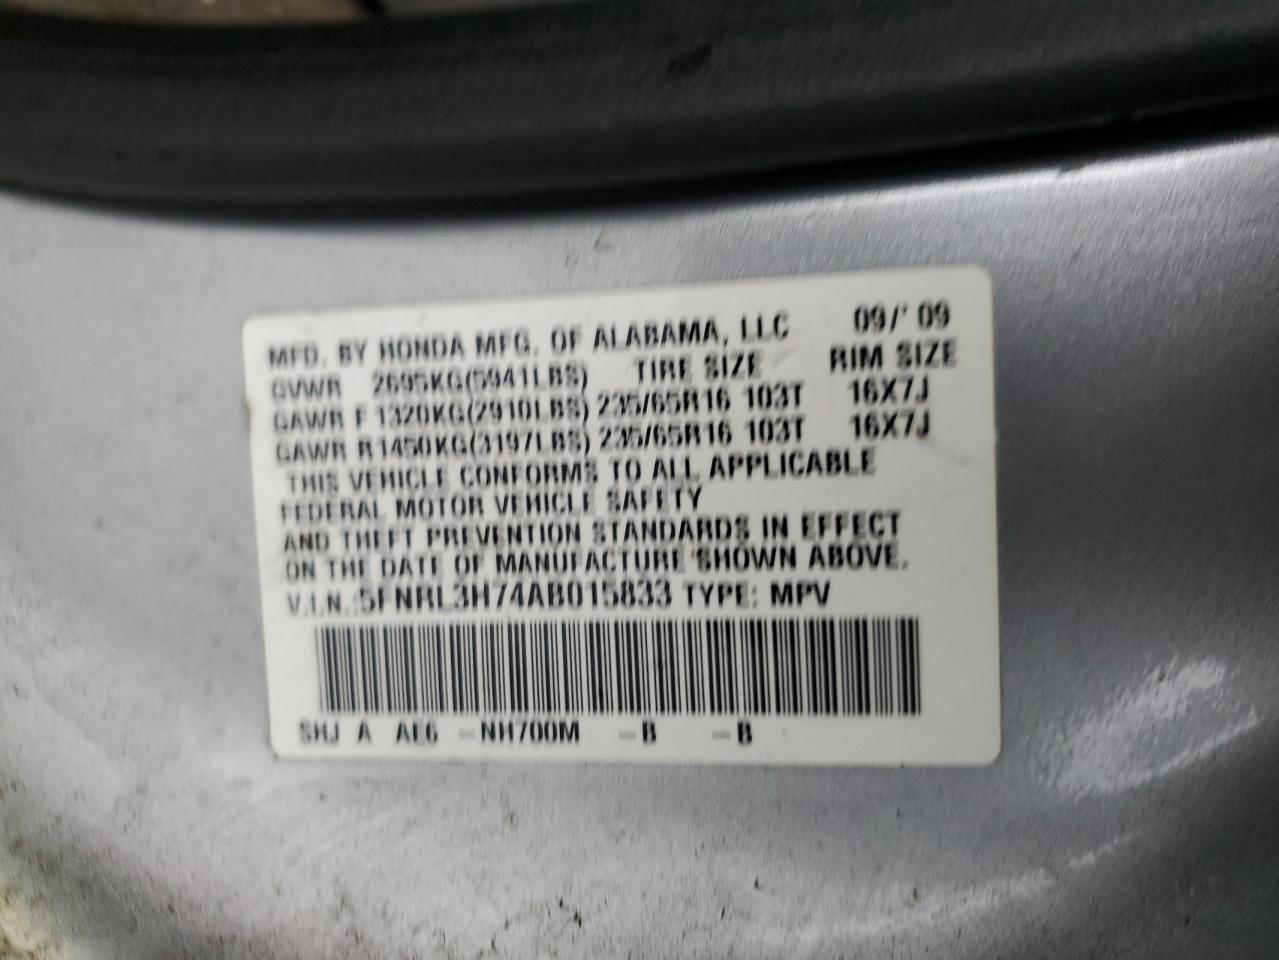 MFD. BY HONDA MFG. OF ALABAMA, LLC 09/' 09
GVWR 2695KG(5941LBS) TIRE SIZE RIM SIZE
GAWR F1320KG(2910LBS) 235/65R16 103T 16X7J
GAWR R1450KG(3197LBS) 235/65R16 103T 16X7J
THIS VEHICLE CONFORMS TO ALL APPLICABLE
FEDERAL MOTOR VEHICLE SAFETY
AND THEFT PREVENTION STANDARDS IN EFFECT
ON THE DATE OF MANUFACTURE SHOWN ABOVE.
V.I.N.:5FNRL3H74AB015833 TYPE: MPV
SHJ A AE6 -NH700M -B -B